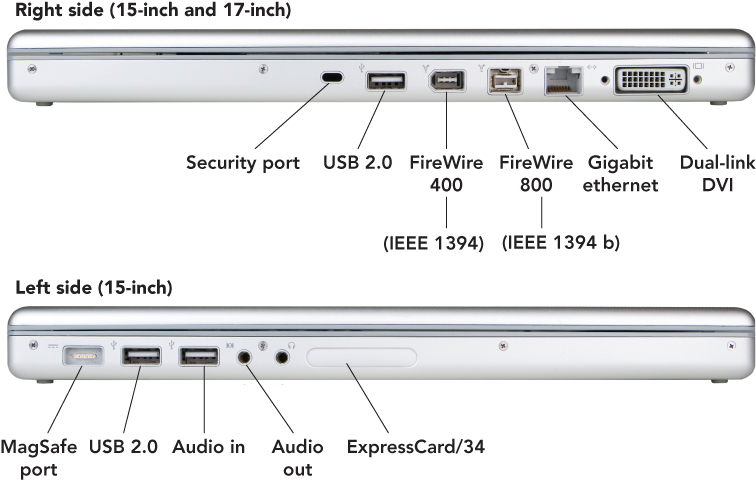 Right side (15-inch and 17-inch)
Security port
USB 2.0
FireWire
400
(IEEE 1394)
FireWire
800
(IEEE 1394 b)
Gigabit
ethernet
Dual-link
DVI
Left side (15-inch)
MagSafe
port
USB 2.0
Audio in
Audio
out
ExpressCard/34